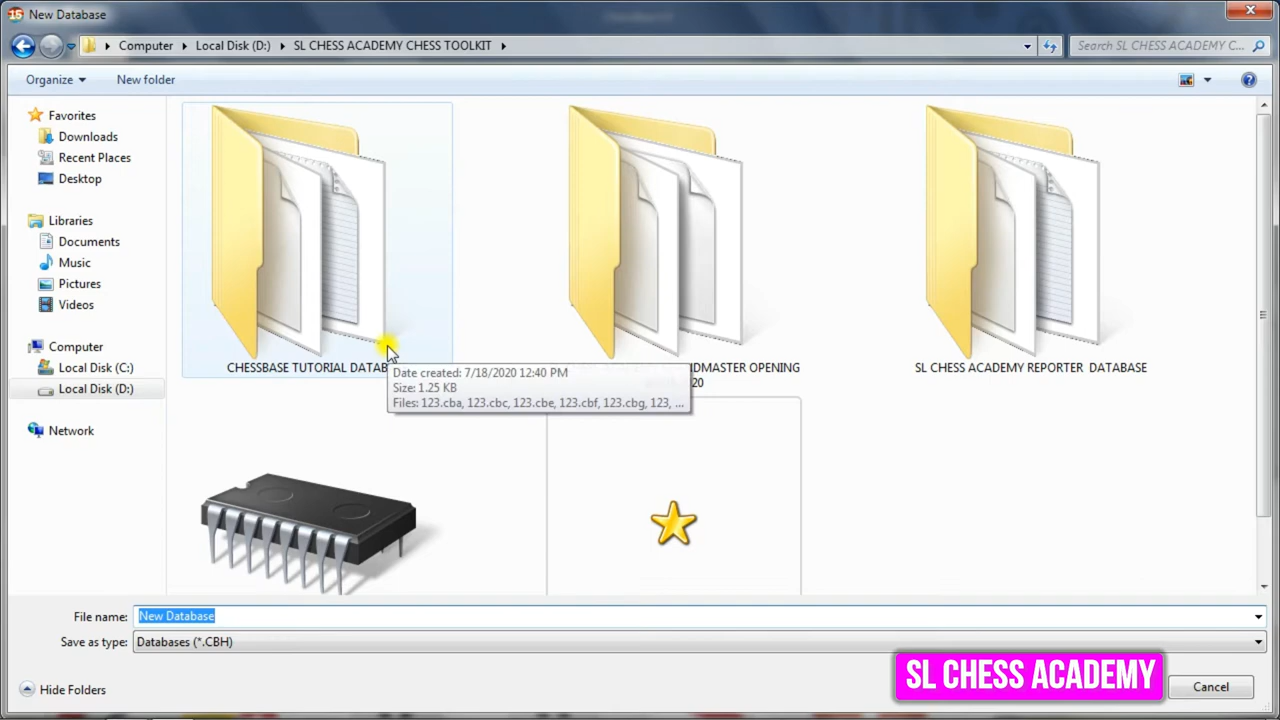 15 New Database
Computer Local Disk (D:) SL CHESS ACADEMY CHESS TOOLKIT
Search SL CHESS ACADEMY C...
Organize New folder
Favorites
Downloads
Recent Places
Desktop
Libraries
Documents
Music
Pictures
Videos
Computer
Local Disk (C:)
Local Disk (D:)
Network
CHESSBASE TUTORIAL DATAB
NDMASTER OPENING
20
SL CHESS ACADEMY REPORTER DATABASE
Date created: 7/18/2020 12:40 PM
Size: 1.25 KB
Files: 123.cba, 123.cbc, 123.cbe, 123.cbf, 123.cbg, 123, ...
File name: New Database
Save as type: Databases (*.CBH)
Hide Folders
SL CHESS ACADEMY
Cancel